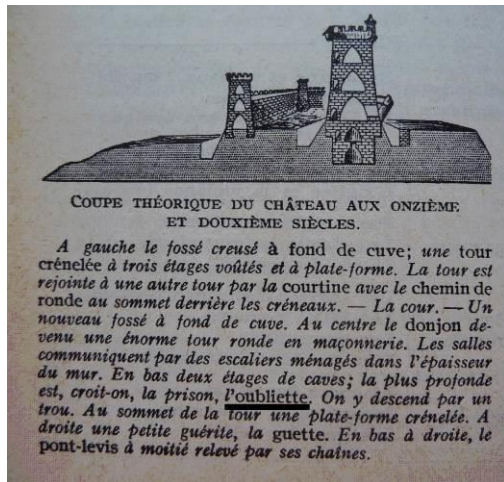 COUPE THÉORIQUE DU CHÂTEAU AUX ONZIÈME
ET DOUXIÈME SIÈCLES.
A gauche le fossé creusé à fond de cuve; une tour
crénelée à trois étages voûtés et à plate-forme. La tour est
rejointe à une autre tour par la courtine avec le chemin de
ronde au sommet derrière les créneaux. — La cour. — Un
nouveau fossé à fond de cuve. Au centre le donjon de-
venu une énorme tour ronde en maçonnerie. Les salles
communiquent par des escaliers ménagés dans l'épaisseur
du mur. En bas deux étages de caves; la plus profonde
est, croit-on, la prison, l'oubliette. On y descend par un
trou. Au sommet de la tour une plate-forme crénelée. A
droite une petite guérite, la guette. En bas à droite, le
pont-levis à moitié relevé par ses chaînes.